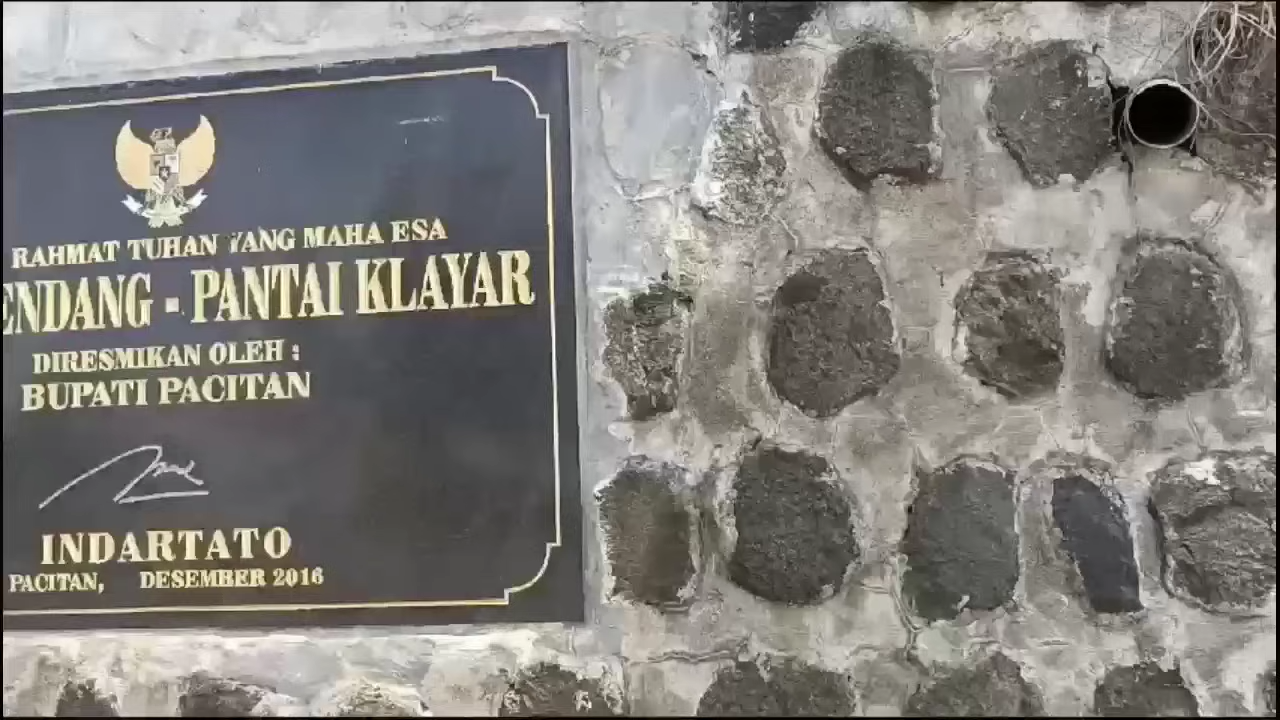 RAHMAT TUHAN YANG MAHA ESA
ENDANG - PANTAI KLAYAR
DIRESMIKAN OLEH :
BUPATI PACITAN
INDARTATO
PACITAN, DESEMBER 2016